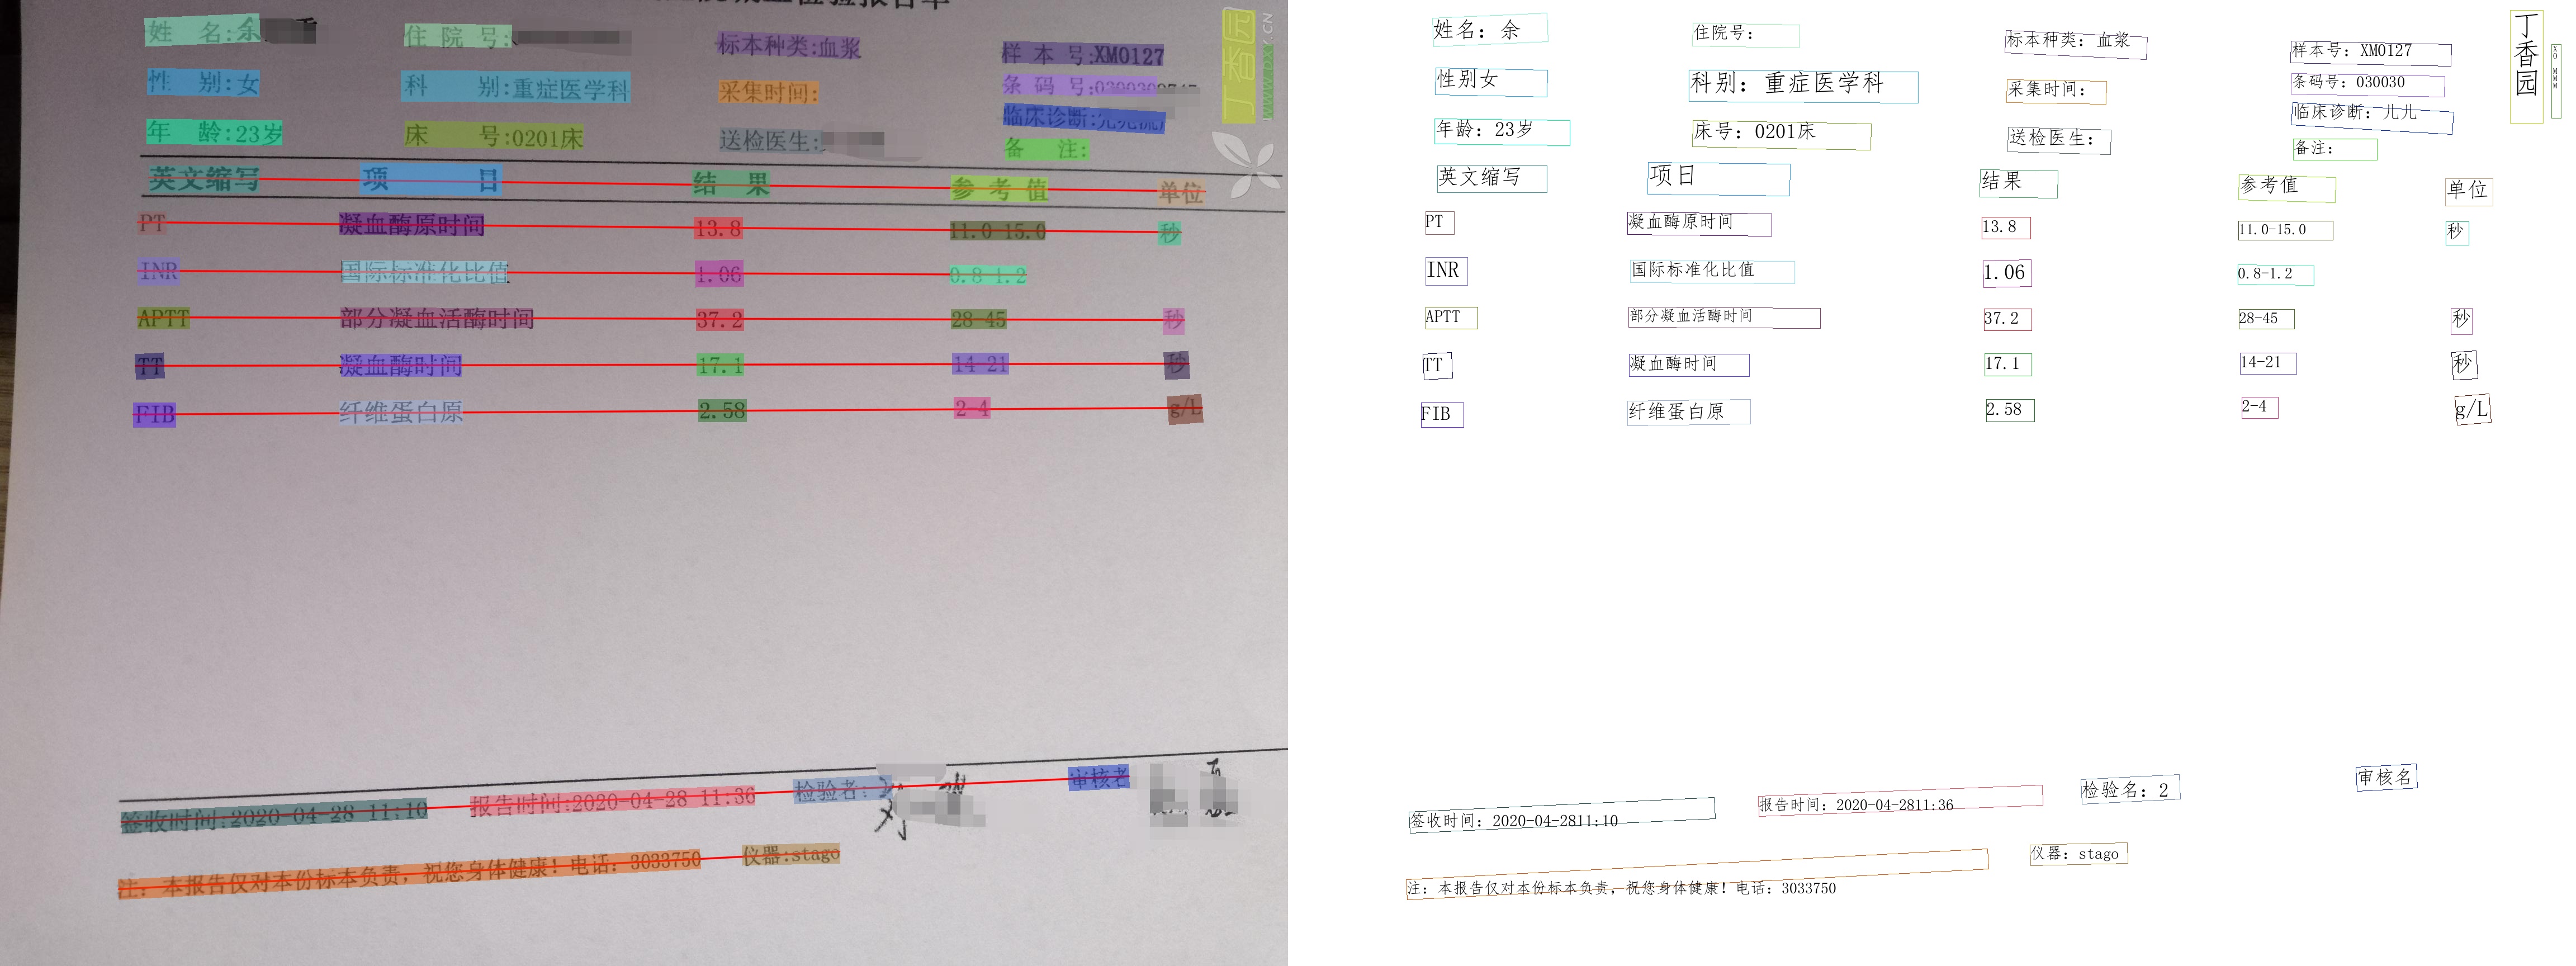 姓 名:余 住 院 号: 标本种类:血浆 样 本 号:XM0127
性 别:女 科 别:重症医学科 采集时间: 条 码 号:0300303747
年 龄:23岁 床 号:0201床 送检医生: 临床诊断:
备 注:
英文缩写 项 目 结 果 参 考 值 单位
PT 凝血酶原时间 13.8 11.0-15.0 秒
INR 国际标准化比值 1.06 0.8-1.2
APTT 部分凝血活酶时间 37.2 28-45 秒
TT 凝血酶时间 17.1 14-21 秒
FIB 纤维蛋白原 2.58 2-4 g/L
签收时间:2020-04-28 11:10 报告时间:2020-04-28 11:36 检验者: 审核者
注: 本报告仅对本份标本负责, 祝您身体健康! 电话: 3033750 仪器:stago
丁香园
姓名: 余 住院号: 标本种类: 血浆 样本号: XM0127
性别女 科别: 重症医学科 采集时间: 条码号: 030030
年龄: 23岁 床号: 0201床 送检医生: 临床诊断: 儿儿
备注:
英文缩写 项日 结果 参考值 单位
PT 凝血酶原时间 13.8 11.0-15.0 秒
INR 国际标准化比值 1.06 0.8-1.2
APTT 部分凝血活酶时间 37.2 28-45 秒
TT 凝血酶时间 17.1 14-21 秒
FIB 纤维蛋白原 2.58 2-4 g/L
签收时间: 2020-04-2811:10 报告时间: 2020-04-2811:36 检验名: 2 审核名
注: 本报告仅对本份标本负责, 祝您身体健康! 电话: 3033750 仪器: stago
丁香园